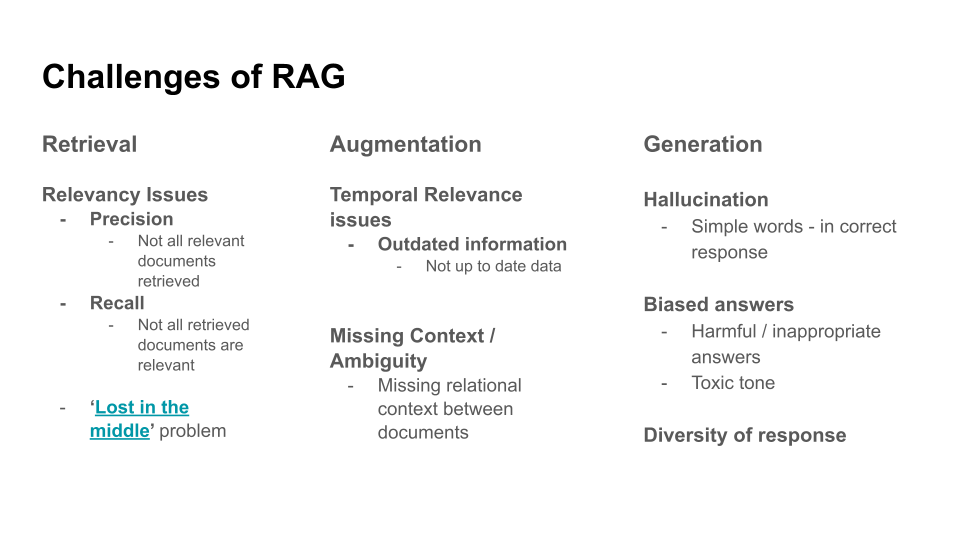 Challenges of RAG
Retrieval
Relevancy Issues
- Precision
- Not all relevant
documents
retrieved
- Recall
- Not all retrieved
documents are
relevant
- ‘Lost in the
middle’ problem
Augmentation
Temporal Relevance
issues
- Outdated information
- Not up to date data
Missing Context /
Ambiguity
- Missing relational
context between
documents
Generation
Hallucination
- Simple words - in correct
response
Biased answers
- Harmful / inappropriate
answers
- Toxic tone
Diversity of response